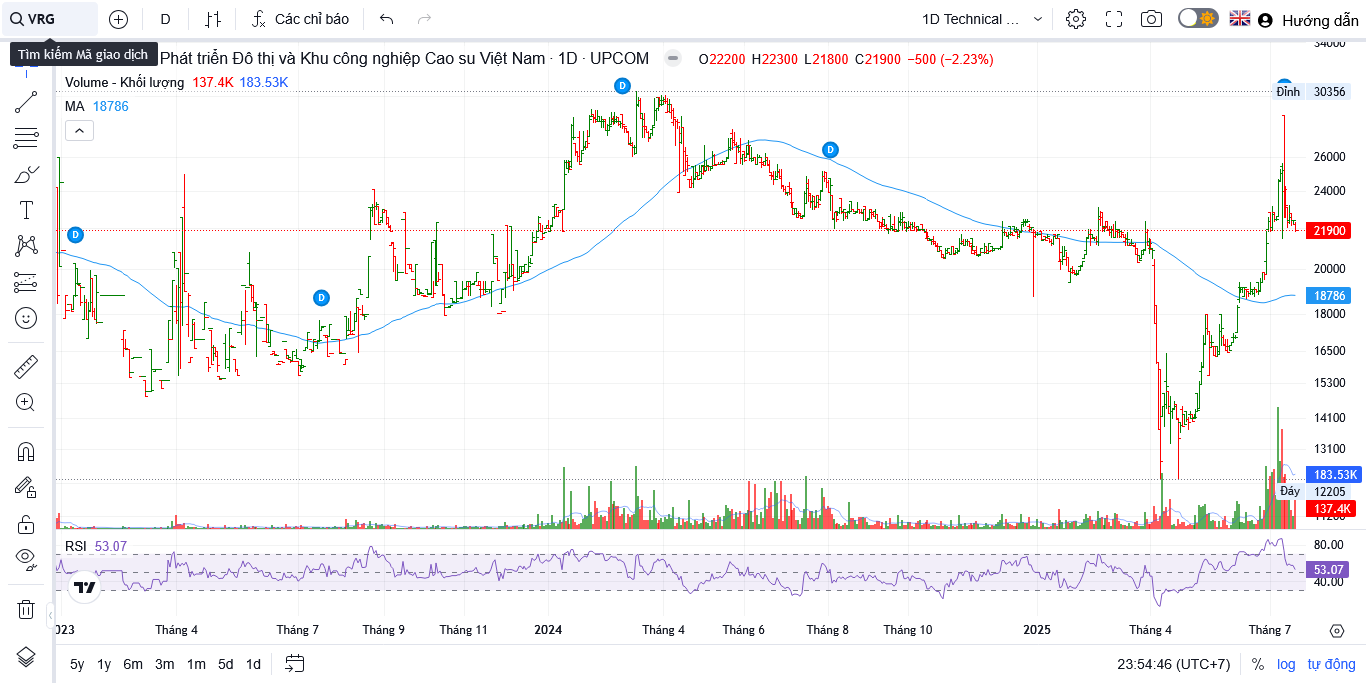 VRG
D
Các chỉ báo
1D Technical ...
Hướng dẫn
Tìm kiếm Mã giao dịch
Phát triển Đô thị và Khu công nghiệp Cao su Việt Nam · 1D · UPCOM
O22200 H22300 L21800 C21900 −500 (−2.23%)
Volume - Khối lượng 137.4K 183.53K
MA 18786
34000
D
D
D
D
Đỉnh 30356
26000
24000
21900
20000
18786
18000
16500
15300
14100
13100
183.53K
Đáy 12205
137.4K
RSI 53.07
80.00
53.07
40.00
023
Tháng 4
Tháng 7
Tháng 9
Tháng 11
2024
Tháng 4
Tháng 6
Tháng 8
Tháng 10
2025
Tháng 4
Tháng 7
5y 1y 6m 3m 1m 5d 1d
23:54:46 (UTC+7) % log tự động